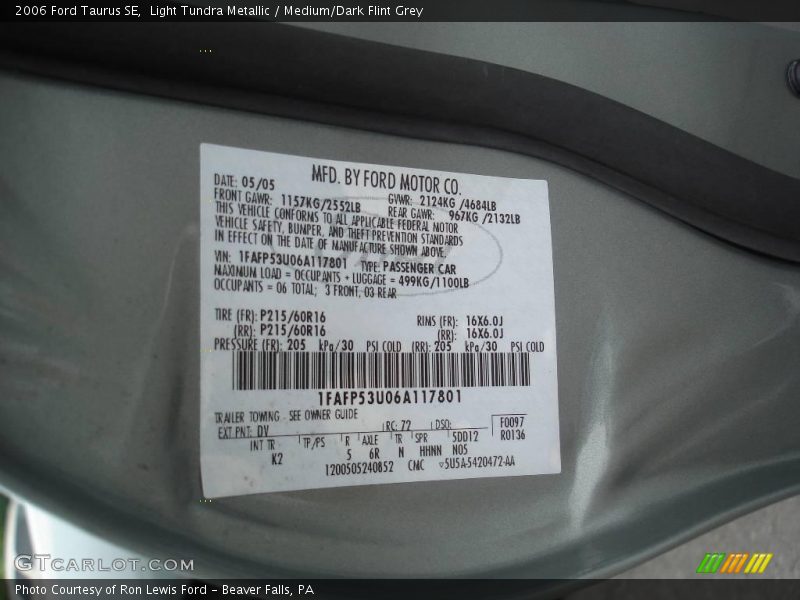 2006 Ford Taurus SE,  Light Tundra Metallic / Medium/Dark Flint Grey
MFD. BY FORD MOTOR CO.
DATE: 05/05 GVWR: 2124KG /4684LB
FRONT GAWR: 1157KG/2552LB REAR GAWR: 967KG /2132LB
THIS VEHICLE CONFORMS TO ALL APPLICABLE FEDERAL MOTOR
VEHICLE SAFETY, BUMPER, AND THEFT PREVENTION STANDARDS
IN EFFECT ON THE DATE OF MANUFACTURE SHOWN ABOVE.
VIN: 1FAFP53U06A117801 TYPE: PASSENGER CAR
MAXIMUM LOAD = OCCUPANTS + LUGGAGE = 499KG/1100LB
OCCUPANTS = 06 TOTAL; 3 FRONT, 03 REAR
TIRE (FR): P215/60R16 RIMS (FR): 16X6.0J
(RR): P215/60R16 (RR): 16X6.0J
PRESSURE (FR): 205 kPa/30 PSI COLD (RR): 205 kPa/30 PSI COLD
1FAFP53U06A117801
TRAILER TOWING - SEE OWNER GUIDE
EXT PNT: DV RC: 72 DSO: F0097
R0136
INT TR TP/PS R AXLE TR SPR 5DD12
K2 5 6R N HHNN N05
1200505240852 CMC ▿5U5A-5420472-AA
GTCARLOT.COM
Photo Courtesy of Ron Lewis Ford - Beaver Falls, PA